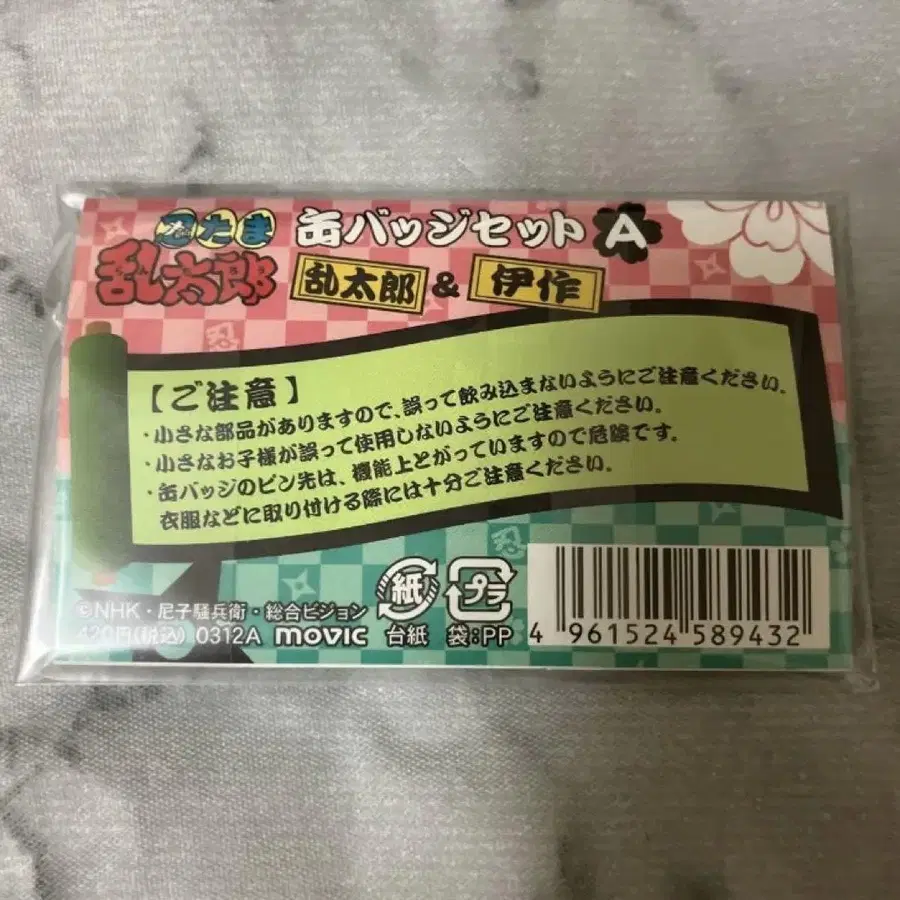 忍たま
乱太郎
缶バッジセット A
乱太郎 & 伊作
【ご注意】
・小さな部品がありますので、誤って飲み込まないようにご注意ください。
・小さなお子様が誤って使用しないようにご注意ください。
・缶バッジのピン先は、機能上とがっていますので危険です。
衣服などに取り付ける際には十分ご注意ください。
©NHK・尼子騒兵衛・総合ビジョン
420円(税込) 0312A movic
紙
台紙
プラ
袋:PP
4 961524 589432
忍
忍